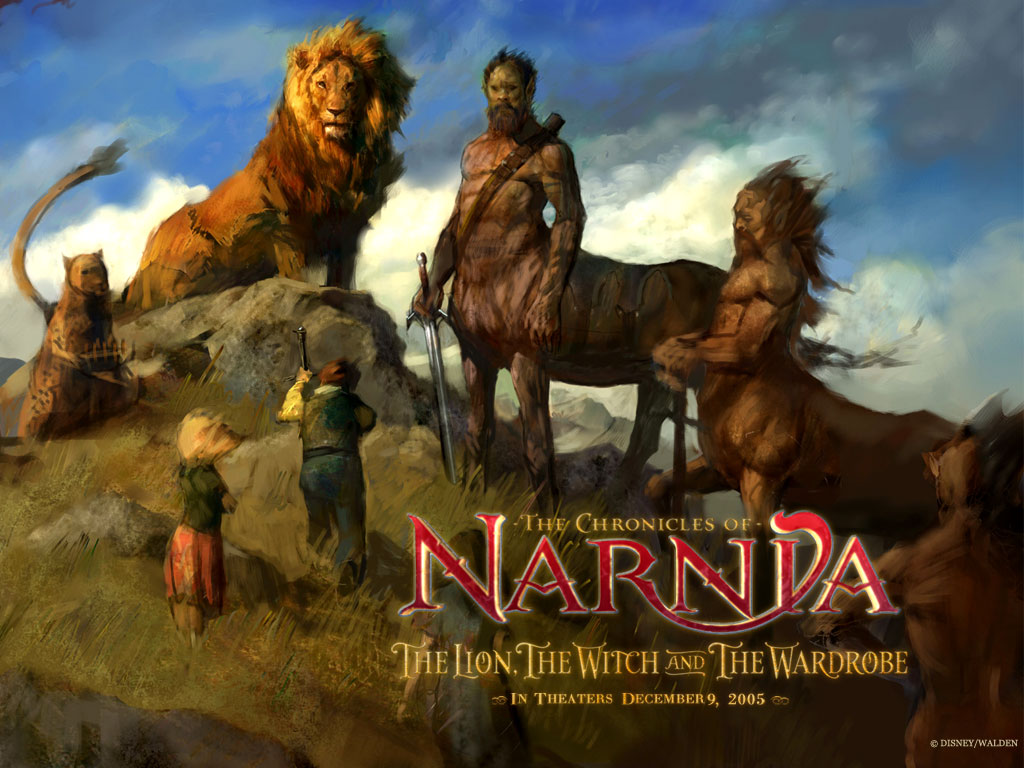 · The Chronicles of ·
Narnia
The Lion, The Witch and The Wardrobe
In Theaters December 9, 2005
© DISNEY/WALDEN